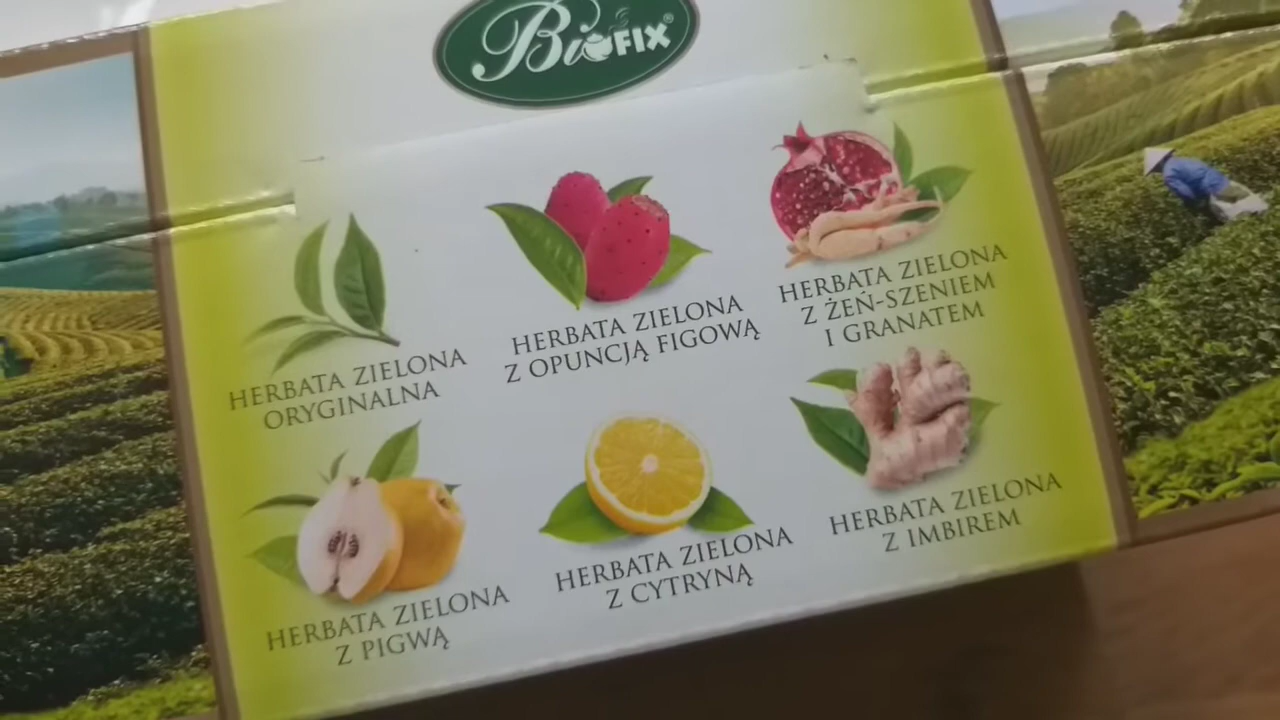 BiOFIX®
HERBATA ZIELONA
ORYGINALNA
HERBATA ZIELONA
Z OPUNCJĄ FIGOWĄ
HERBATA ZIELONA
Z ŻEŃ-SZENIEM
I GRANATEM
HERBATA ZIELONA
Z PIGWĄ
HERBATA ZIELONA
Z CYTRYNĄ
HERBATA ZIELONA
Z IMBIREM